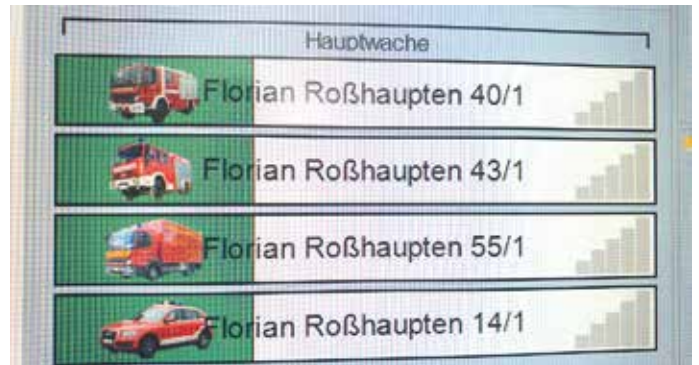 Hauptwache
Florian Roßhaupten 40/1
Florian Roßhaupten 43/1
Florian Roßhaupten 55/1
Florian Roßhaupten 14/1